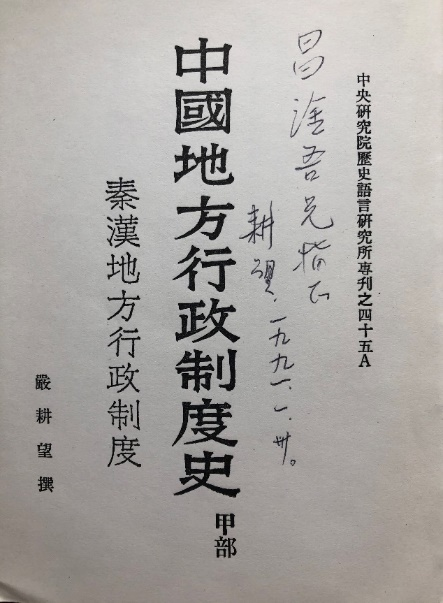 中央研究院歷史語言研究所專刊之四十五A
昌淦吾兄指正
耕望.一九九一.一.卅。
中國地方行政制度史 甲部
秦漢地方行政制度
嚴耕望撰